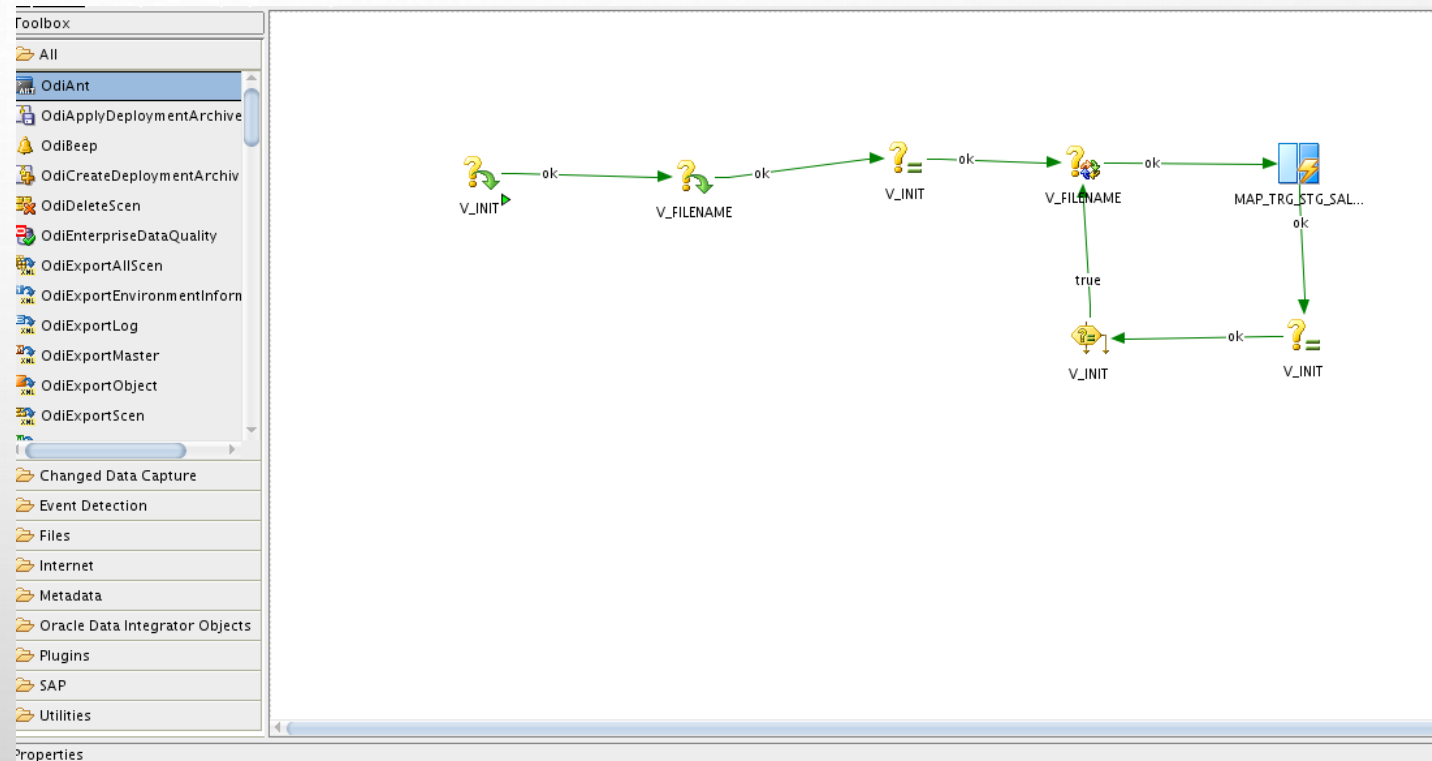 Toolbox
All
OdiAnt
OdiApplyDeploymentArchive
OdiBeep
OdiCreateDeploymentArchiv
OdiDeleteScen
OdiEnterpriseDataQuality
OdiExportAllScen
OdiExportEnvironmentInforn
OdiExportLog
OdiExportMaster
OdiExportObject
OdiExportScen
Changed Data Capture
Event Detection
Files
Internet
Metadata
Oracle Data Integrator Objects
Plugins
SAP
Utilities
Properties
V_INIT
ok
V_FILENAME
ok
V_INIT
ok
V_FILENAME
ok
MAP_TRG_STG_SAL...
ok
V_INIT
ok
V_INIT
true